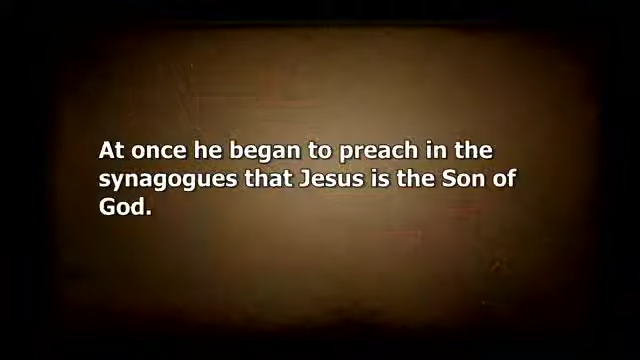 At once he began to preach in the
synagogues that Jesus is the Son of
God.